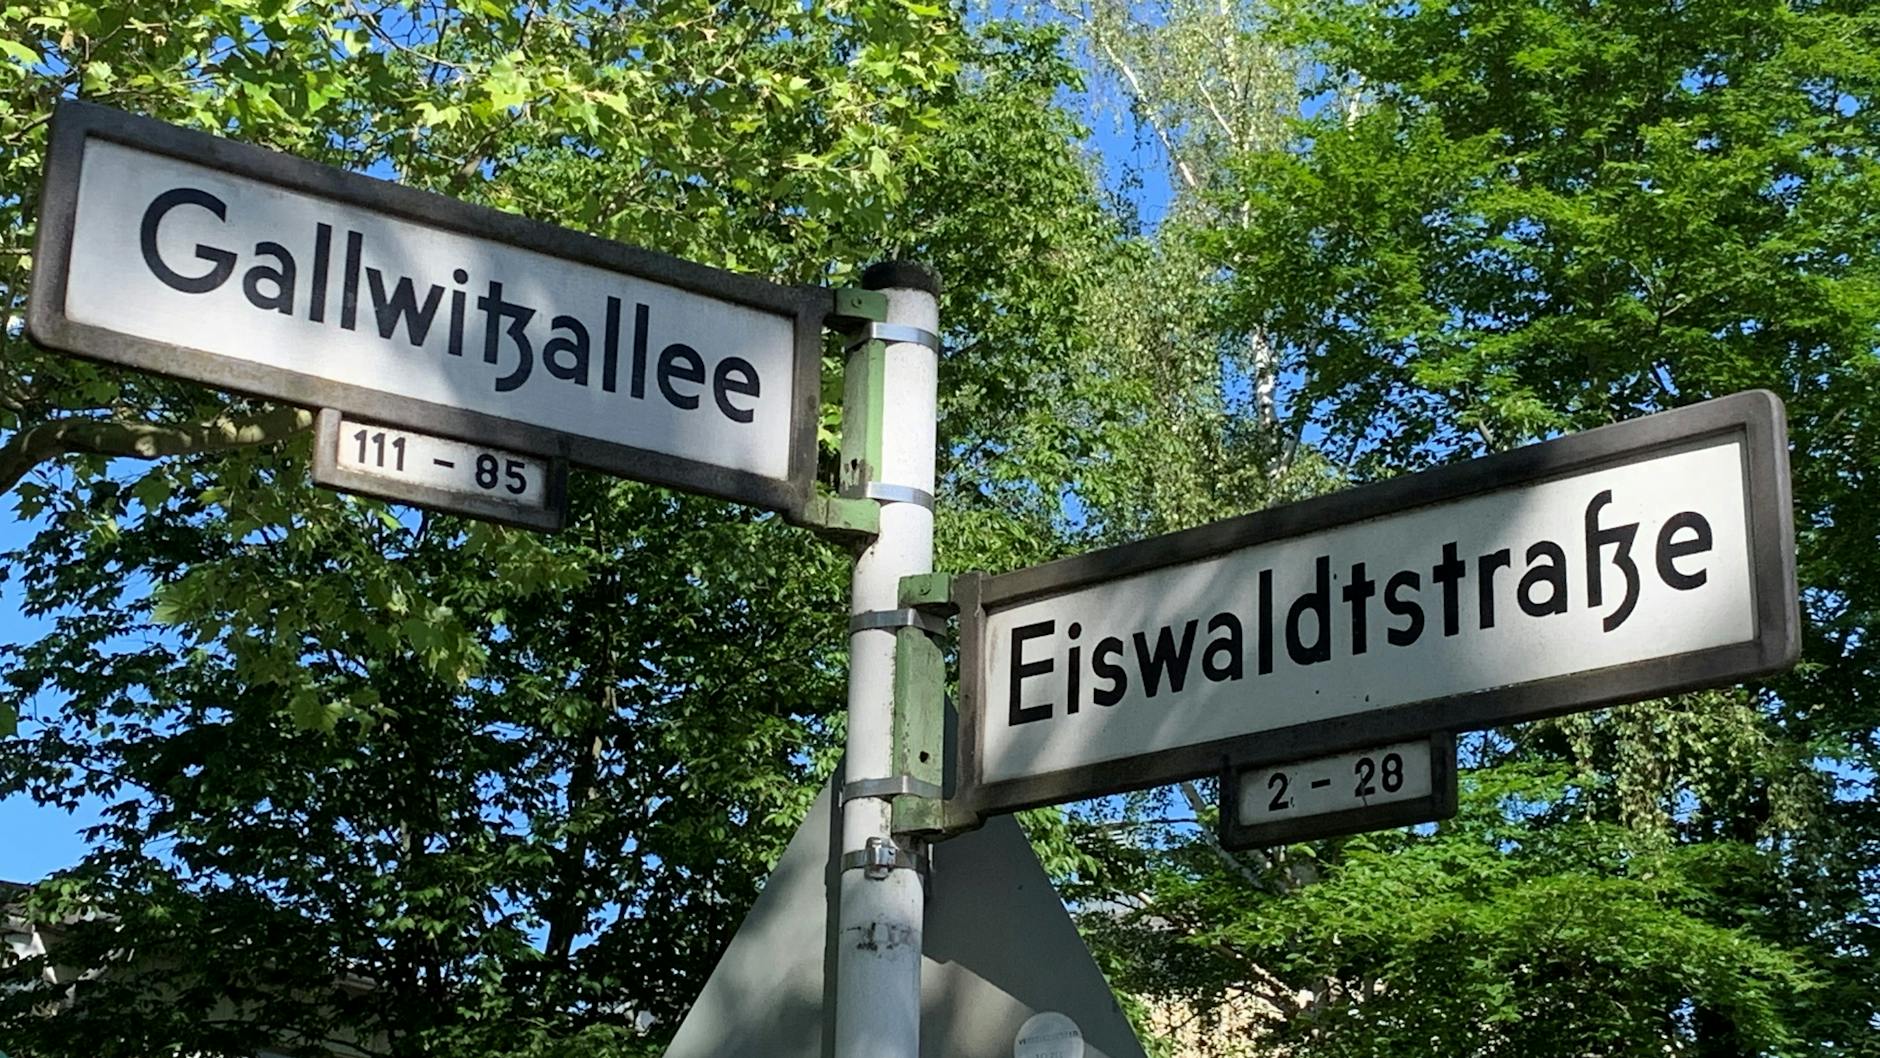 Gallwitzallee
111 - 85
Eiswaldtstraße
2 - 28